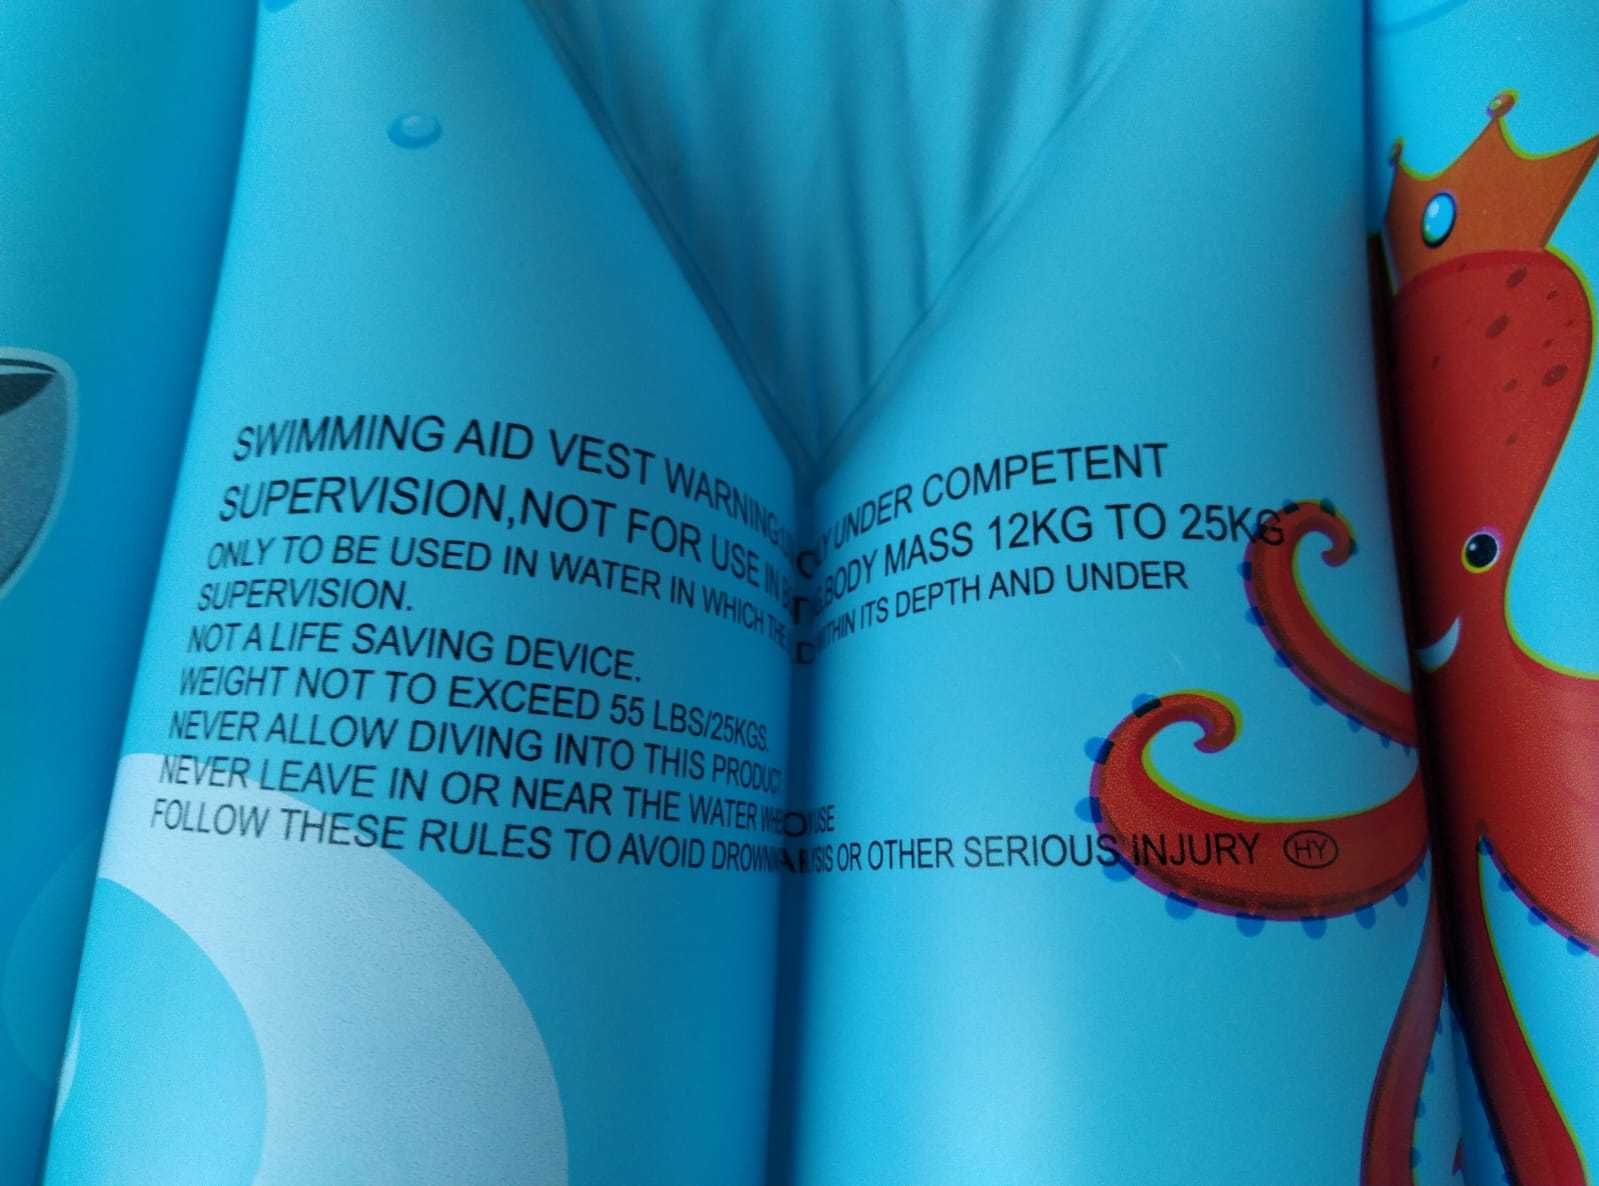 SWIMMING AID VEST WARNING UNDER COMPETENT
SUPERVISION,NOT FOR USE IN BODY MASS 12KG TO 25KG
ONLY TO BE USED IN WATER IN WHICH THE WITHIN ITS DEPTH AND UNDER
SUPERVISION.
NOT A LIFE SAVING DEVICE.
WEIGHT NOT TO EXCEED 55 LBS/25KGS.
NEVER ALLOW DIVING INTO THIS PRODUCT
NEVER LEAVE IN OR NEAR THE WATER USE
FOLLOW THESE RULES TO AVOID OR OTHER SERIOUS INJURY HY